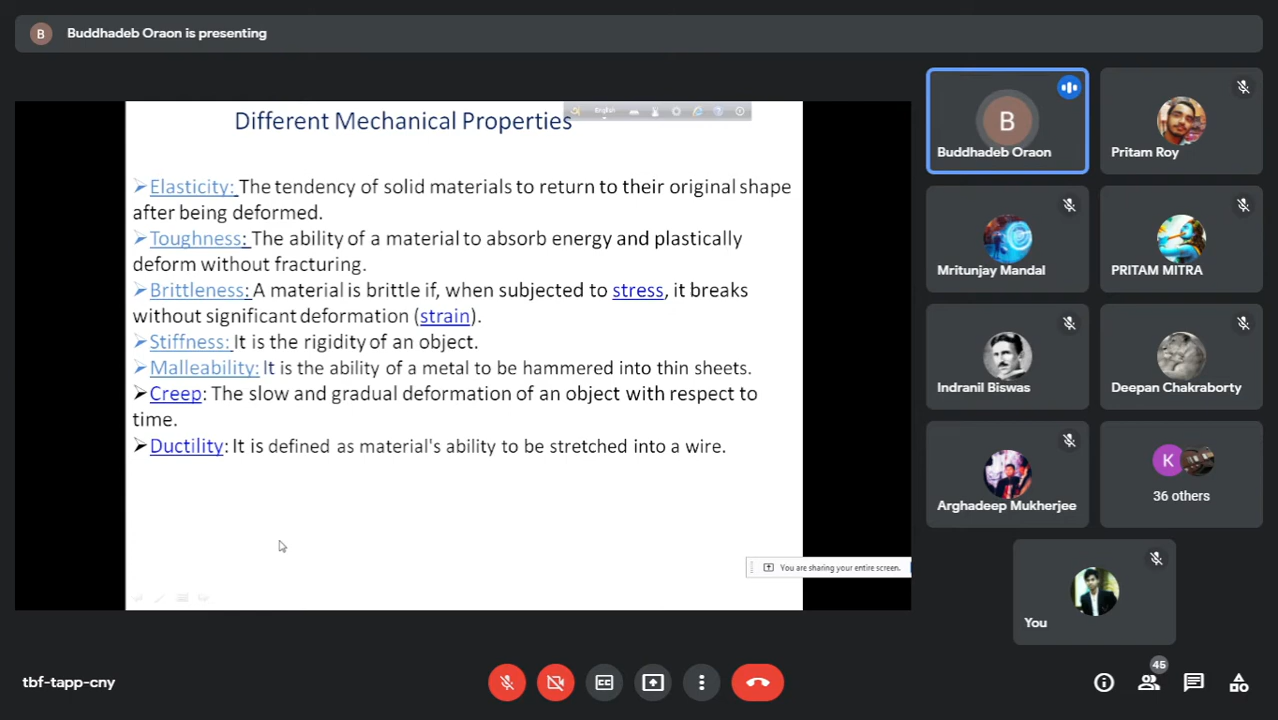 B Buddhadeb Oraon is presenting
Different Mechanical Properties
English
Elasticity: The tendency of solid materials to return to their original shape
after being deformed.
Toughness: The ability of a material to absorb energy and plastically
deform without fracturing.
Brittleness: A material is brittle if, when subjected to stress, it breaks
without significant deformation (strain).
Stiffness: It is the rigidity of an object.
Malleability: It is the ability of a metal to be hammered into thin sheets.
Creep: The slow and gradual deformation of an object with respect to
time.
Ductility: It is defined as material's ability to be stretched into a wire.
You are sharing your entire screen.
B
Buddhadeb Oraon
Pritam Roy
Mritunjay Mandal
PRITAM MITRA
Indranil Biswas
Deepan Chakraborty
Arghadeep Mukherjee
K
36 others
You
tbf-tapp-cny
CC
45